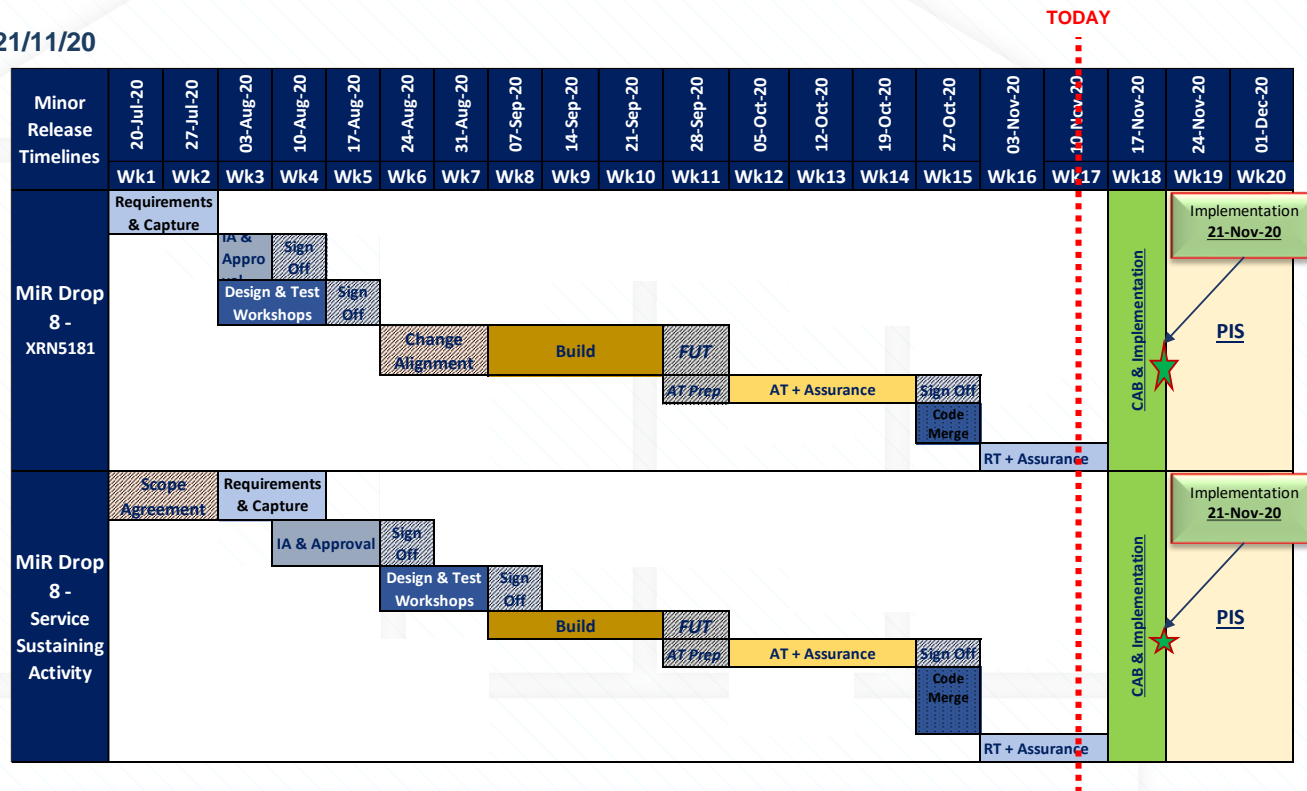 TODAY
21/11/20
Minor
Release
Timelines
20-Jul-20
27-Jul-20
03-Aug-20
10-Aug-20
17-Aug-20
24-Aug-20
31-Aug-20
07-Sep-20
14-Sep-20
21-Sep-20
28-Sep-20
05-Oct-20
12-Oct-20
19-Oct-20
27-Oct-20
03-Nov-20
10-Nov-20
17-Nov-20
24-Nov-20
01-Dec-20
Wk1 Wk2 Wk3 Wk4 Wk5 Wk6 Wk7 Wk8 Wk9 Wk10 Wk11 Wk12 Wk13 Wk14 Wk15 Wk16 Wk17 Wk18 Wk19 Wk20
MiR Drop
8 -
XRN5181
Requirements
& Capture
IA &
Appro
val
Sign
Off
Design & Test
Workshops
Sign
Off
Change
Alignment
Build
FUT
AT Prep
AT + Assurance
Sign Off
Code
Merge
RT + Assurance
CAB & Implementation
Implementation
21-Nov-20
PIS
MiR Drop
8 -
Service
Sustaining
Activity
Scope
Agreement
Requirements
& Capture
IA & Approval
Sign
Off
Design & Test
Workshops
Sign
Off
Build
FUT
AT Prep
AT + Assurance
Sign Off
Code
Merge
RT + Assurance
CAB & Implementation
Implementation
21-Nov-20
PIS